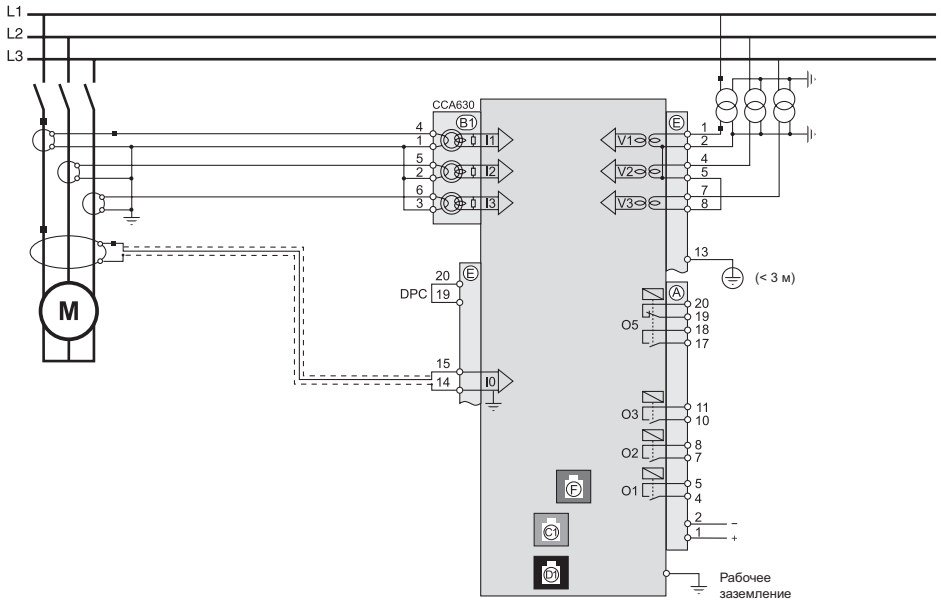 L1
L2
L3
CCA630
B1
E
4
1
I1
V1
1
2
5
2
I2
V2
4
5
6
3
I3
V3
7
8
13
(< 3 м)
E
20
DPC
19
A
20
19
O5
18
17
M
15
14
I0
11
O3
10
8
O2
7
5
O1
4
F
2
–
1
+
C1
D1
Рабочее
заземление